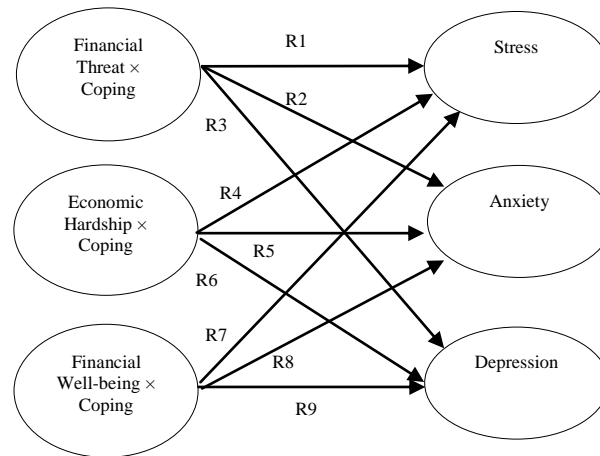 Financial
Threat ×
Coping
R1
Stress
R2
R3
Economic
Hardship ×
Coping
R4
Anxiety
R5
R6
Financial
Well-being ×
Coping
R7
R8
Depression
R9